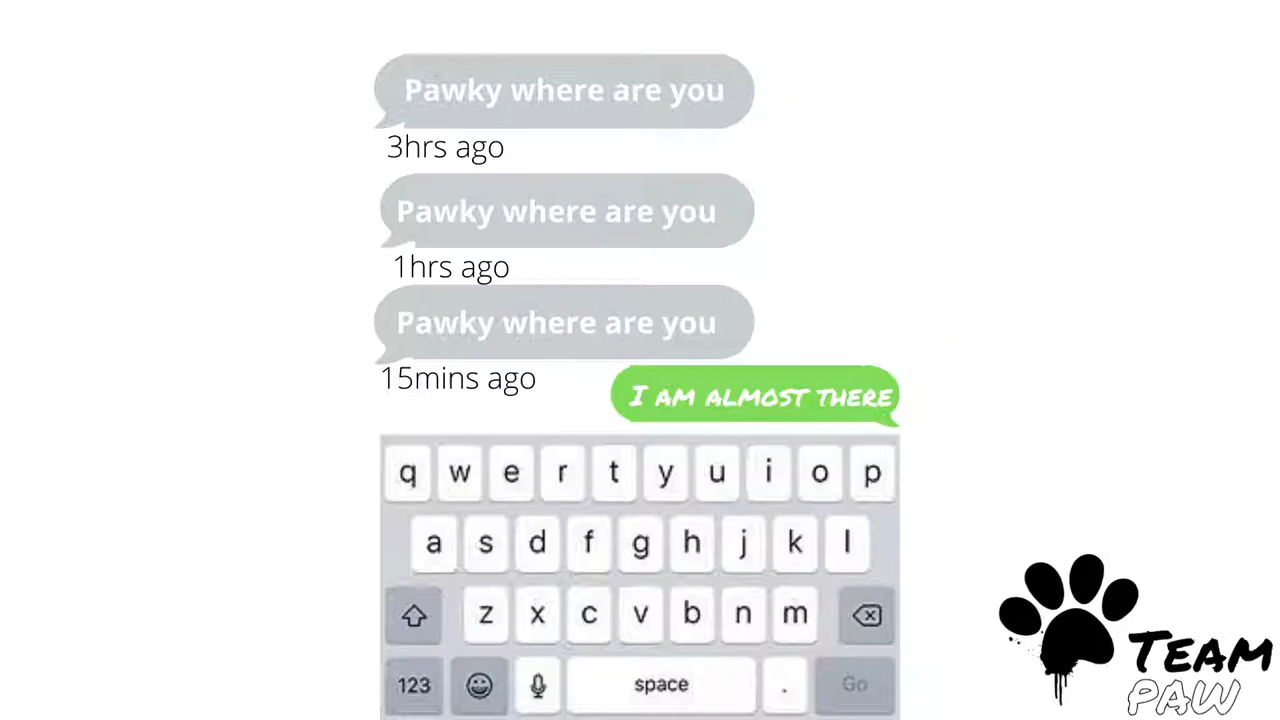 Pawky where are you
3hrs ago
Pawky where are you
1hrs ago
Pawky where are you
15mins ago
I AM ALMOST THERE
q w e r t y u i o p
a s d f g h j k l
z x c v b n m
123 space . Go
TEAM
PAW